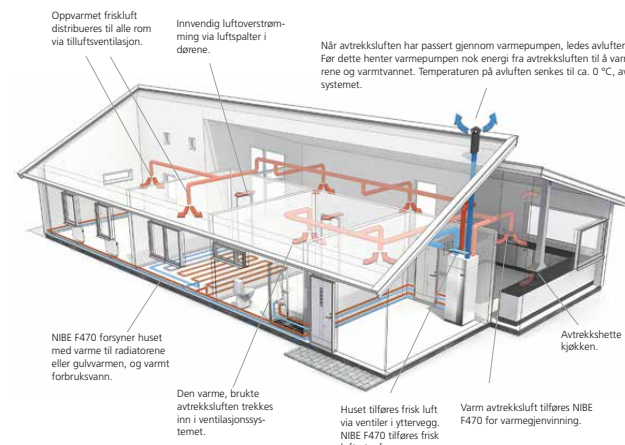 Oppvarmet friskluft
distribueres til alle rom
via tilluftsventilasjon.
Innvendig luftoverstrøm-
ming via luftspalter i
dørene.
Når avtrekksluften har passert gjennom varmepumpen, ledes avluften
Før dette henter varmepumpen nok energi fra avtrekksluften til å
rene og varmtvannet. Temperaturen på avluften senkes til ca. 0 °C,
systemet.
NIBE F470 forsyner huset
med varme til radiatorene
eller gulvvarmen, og varmt
forbruksvann.
Den varme, brukte
avtrekksluften trekkes
inn i ventilasjonssys-
temet.
Huset tilføres frisk luft
via ventiler i yttervegg.
NIBE F470 tilføres frisk
Varm avtrekksluft tilføres NIBE
F470 for varmegjenvinning.
Avtrekkshette
kjøkken.